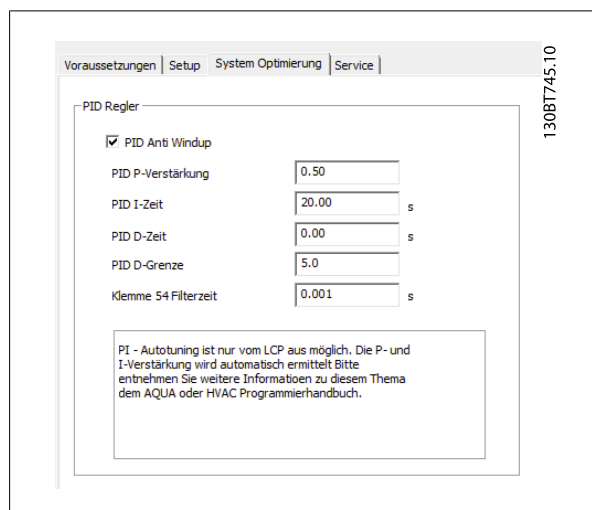 Voraussetzungen Setup System Optimierung Service
130BT745.10
PID Regler
PID Anti Windup
PID P-Verstärkung 0.50
PID I-Zeit 20.00 s
PID D-Zeit 0.00 s
PID D-Grenze 5.0
Klemme 54 Filterzeit 0.001 s
PI - Autotuning ist nur vom LCP aus möglich. Die P- und
I-Verstärkung wird automatisch ermittelt Bitte
entnehmen Sie weitere Informatioen zu diesem Thema
dem AQUA oder HVAC Programmierhandbuch.